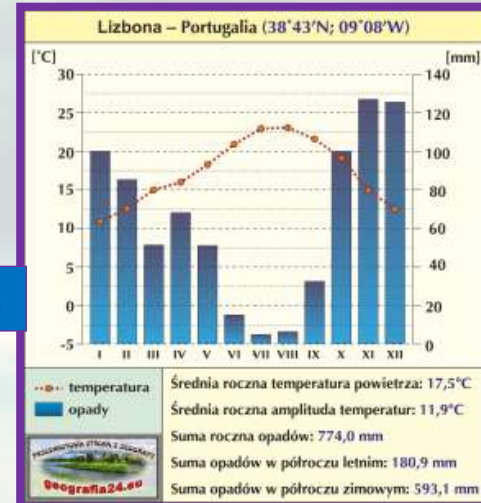 Lizbona – Portugalia (38°43'N; 09°08'W)
[°C] [mm]
30 140
25 120
20 100
15 80
10 60
5 40
0 20
-5 0
I II III IV V VI VII VIII IX X XI XII
temperatura
opady
Średnia roczna temperatura powietrza: 17,5°C
Średnia roczna amplituda temperatur: 11,9°C
Suma roczna opadów: 774,0 mm
Suma opadów w półroczu letnim: 180,9 mm
Suma opadów w półroczu zimowym: 593,1 mm
geografia24.eu